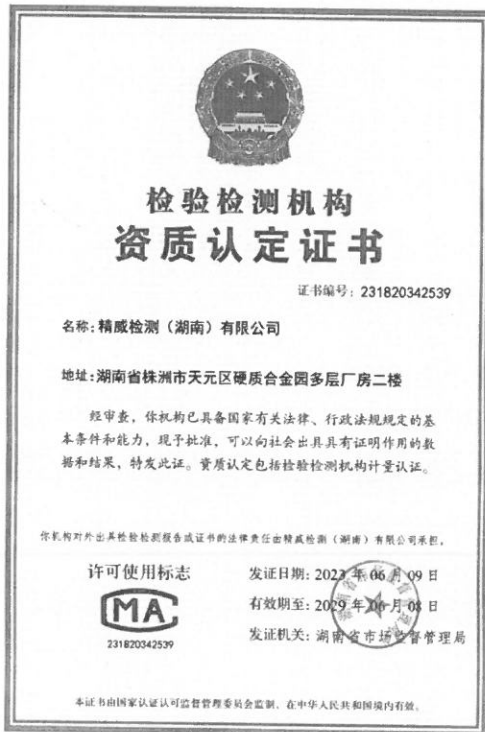 检验检测机构
资质认定证书
证书编号：231820342539
名称：精威检测（湖南）有限公司
地址：湖南省株洲市天元区硬质合金园多层厂房二楼
经审查，你机构已具备国家有关法律、行政法规规定的基
本条件和能力，现予批准，可以向社会出具具有证明作用的数
据和结果，特发此证。资质认定包括检验检测机构计量认证。
你机构对外出具检验检测报告或证书的法律责任由精威检测（湖南）有限公司承担。
许可使用标志
MA
231820342539
发证日期：2023 年 06 月 09 日
有效期至：2029 年 06 月 08 日
发证机关：湖南省市场监督管理局
本证书由国家认证认可监督管理委员会监制，在中华人民共和国境内有效。